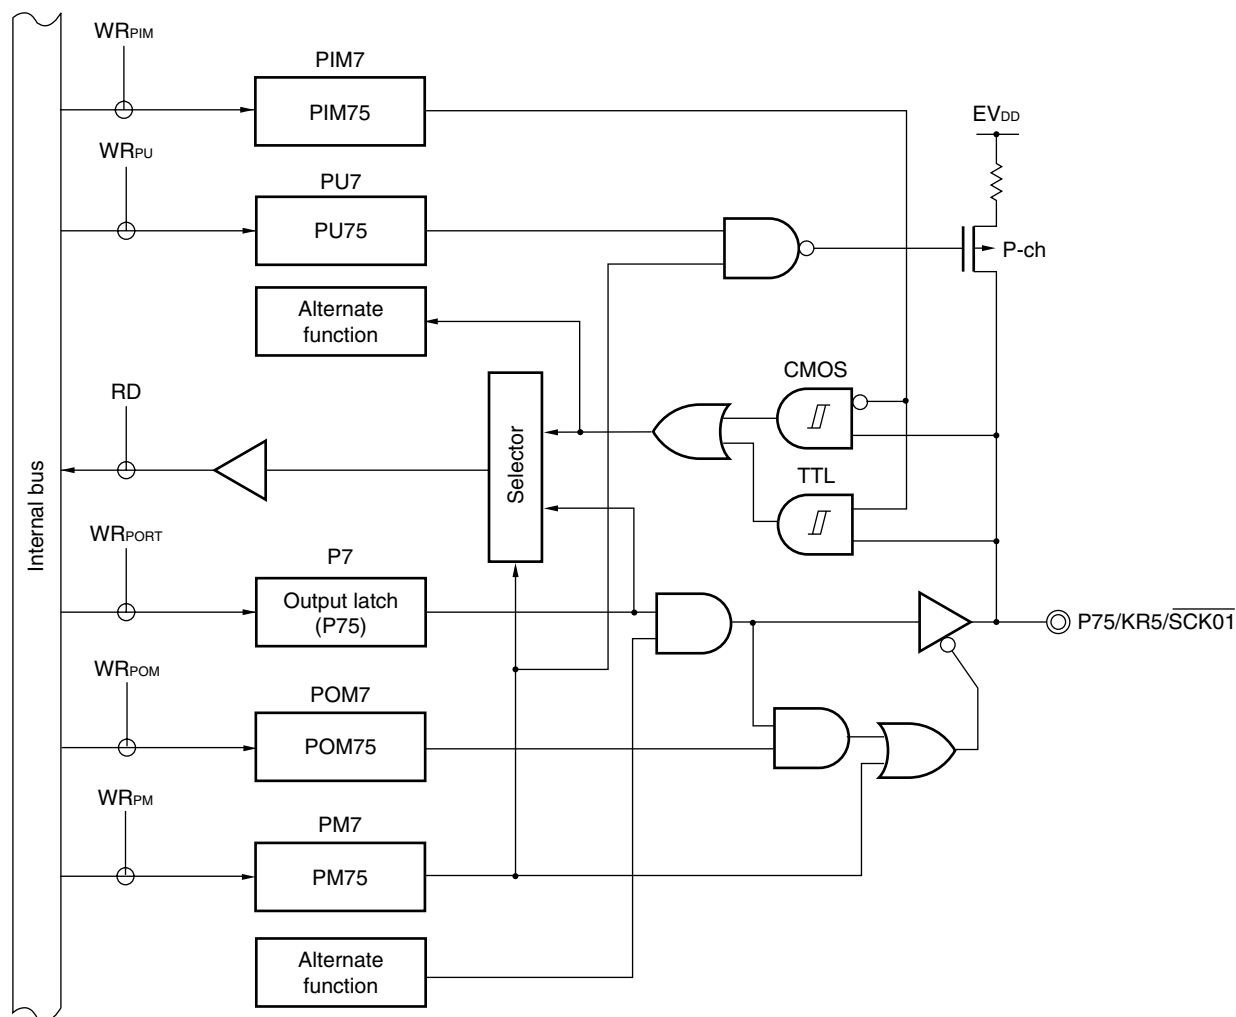 WRPIM
PIM7
PIM75
EVDD
WRPU
PU7
PU75
P-ch
Alternate
function
CMOS
RD
Selector
TTL
Internal bus
WRPORT
P7
Output latch
(P75)
P75/KR5/SCK01
WRPOM
POM7
POM75
WRPM
PM7
PM75
Alternate
function